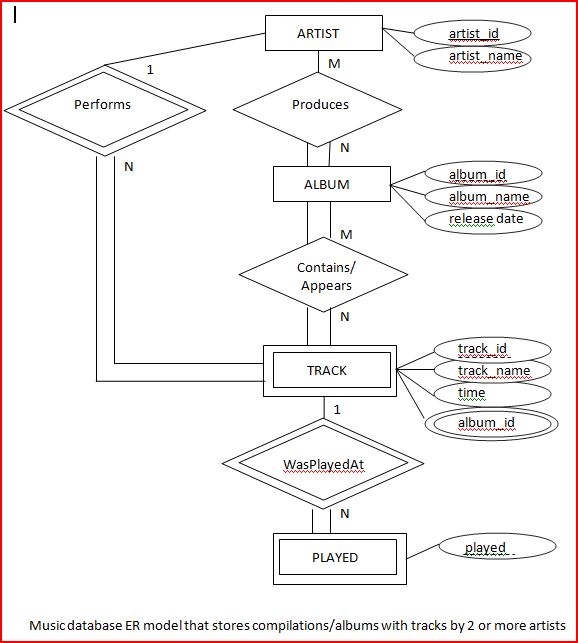 ARTIST
artist_id
artist_name
1
M
Performs
Produces
N
N
ALBUM
album_id
album_name
release date
M
Contains/
Appears
N
TRACK
track_id
track_name
time
album_id
1
WasPlayedAt
N
PLAYED
played
Music database ER model that stores compilations/albums with tracks by 2 or more artists